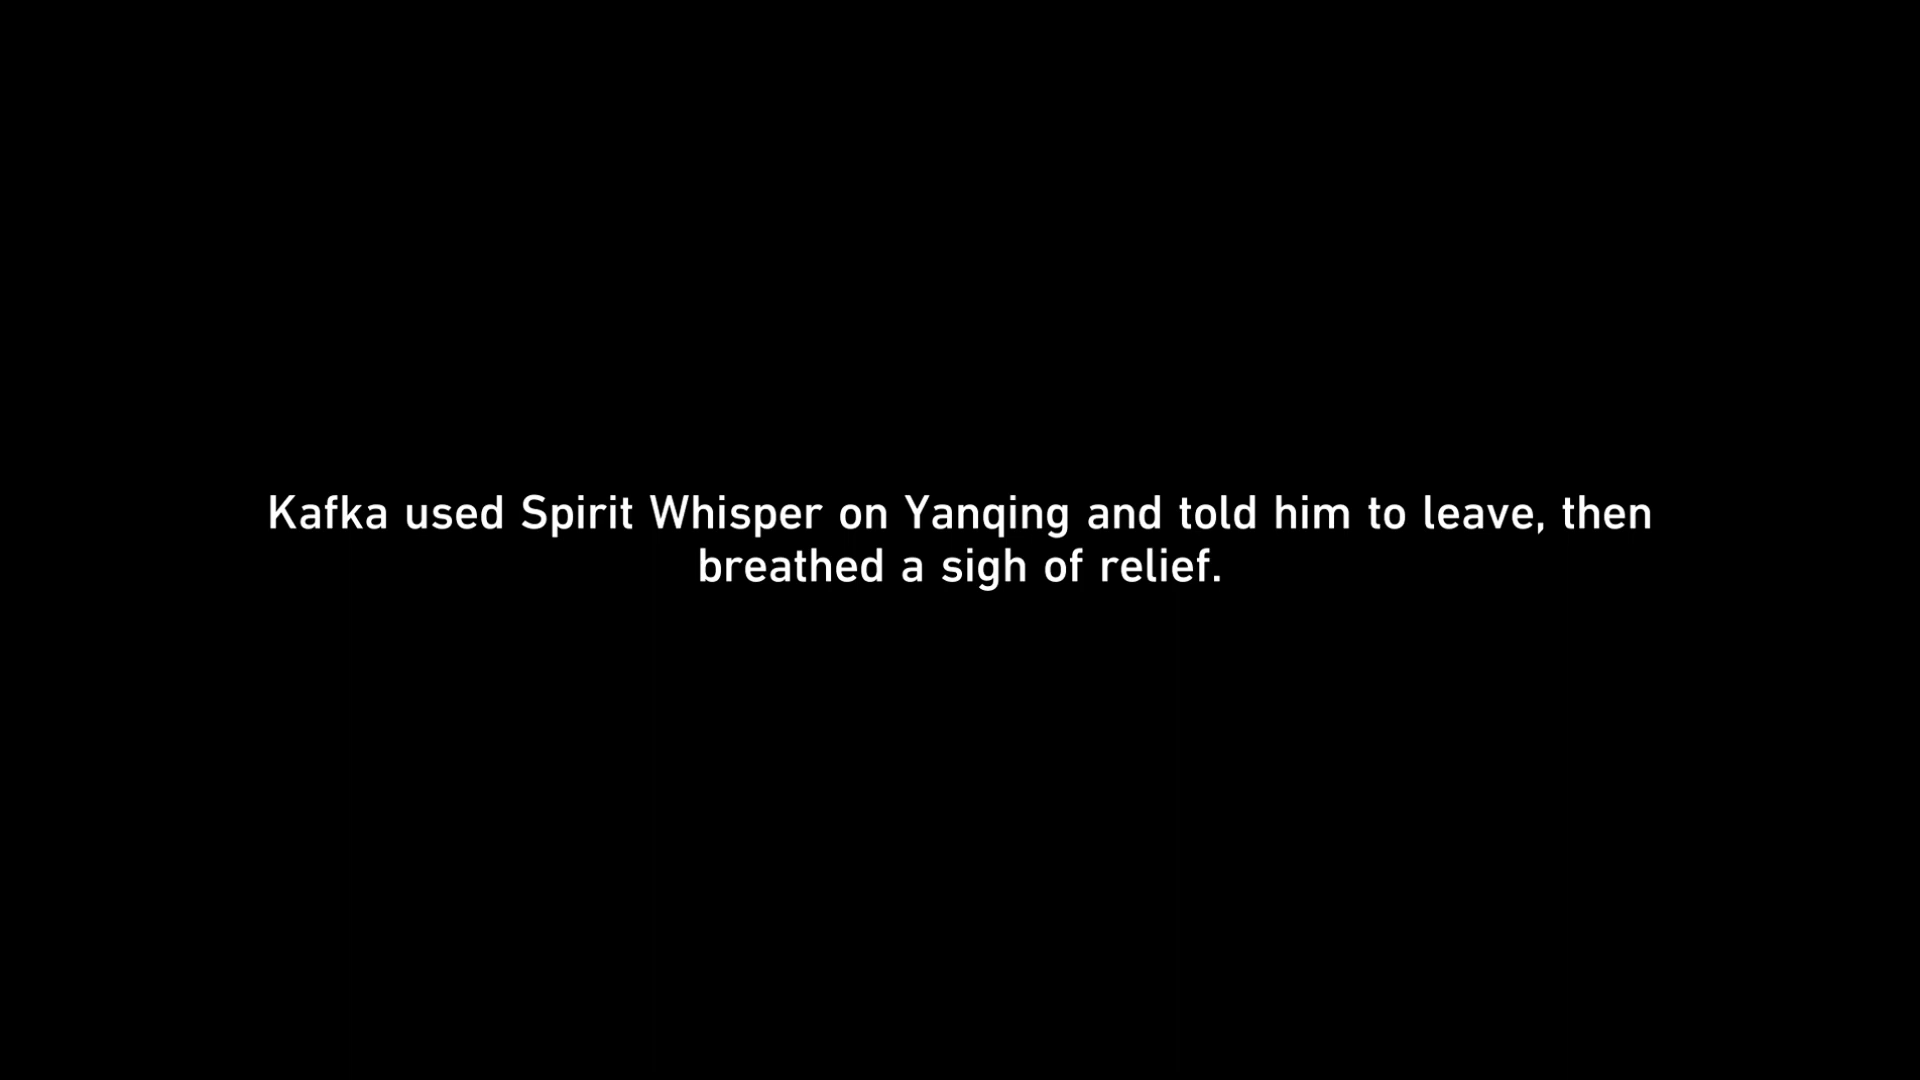 Kafka used Spirit Whisper on Yanqing and told him to leave, then
breathed a sigh of relief.